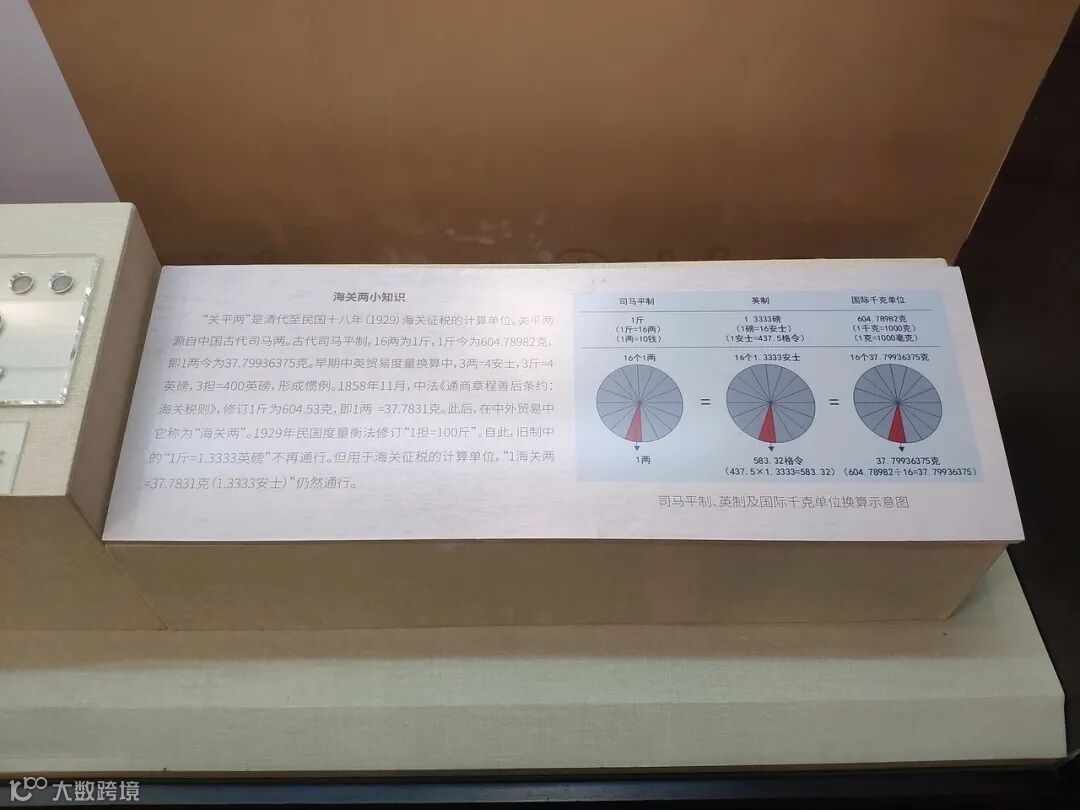 海关两小知识
“关平两”是清代至民国十八年(1929)海关征税的计算单位。关平两
源自中国古代司马两。古代司马平制,16两为1斤,1斤今为604.78982克,
即1两今为37.79936375克。早期中英贸易度量换算中,3两=4安士,3斤=4
英磅,3担=400英磅,形成惯例。1858年11月,中法《通商章程善后条约:
海关税则》,修订1斤为604.53克,即1两 =37.7831克。此后,在中外贸易中
它称为“海关两”。1929年民国度量衡法修订“1担=100斤”。自此,旧制中
的“1斤=1.3333英磅”不再通行。但用于海关征税的计算单位,“1海关两
=37.7831克(1.3333安士)”仍然通行。
司马平制 英制 国际千克单位
1斤 1.3333磅 604.78982克
(1斤=16两) (1磅=16安士) (1千克=1000克)
(1两=10钱) (1安士=437.5格令) (1克=1000毫克)
16个1两 16个1.3333安士 16个37.79936375克
= =
1两 583.32格令 37.79936375克
(437.5×1.3333=583.32) (604.78982÷16=37.79936375)
司马平制、英制及国际千克单位换算示意图
大数跨境